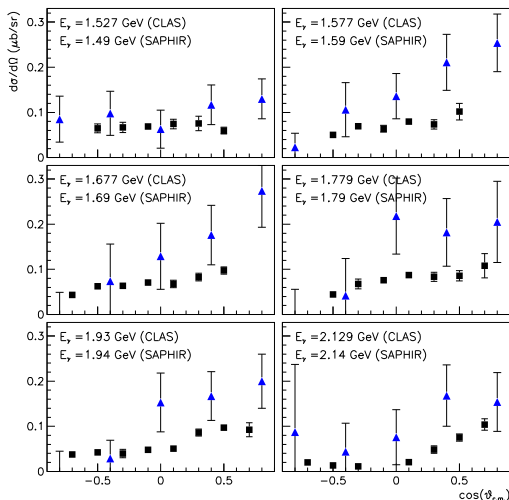 dσ/dΩ (μb/sr)
E_γ = 1.527 GeV (CLAS)
E_γ = 1.49 GeV (SAPHIR)
E_γ = 1.577 GeV (CLAS)
E_γ = 1.59 GeV (SAPHIR)
0.3
0.2
0.1
0
E_γ = 1.677 GeV (CLAS)
E_γ = 1.69 GeV (SAPHIR)
E_γ = 1.779 GeV (CLAS)
E_γ = 1.79 GeV (SAPHIR)
0.3
0.2
0.1
0
E_γ = 1.93 GeV (CLAS)
E_γ = 1.94 GeV (SAPHIR)
E_γ = 2.129 GeV (CLAS)
E_γ = 2.14 GeV (SAPHIR)
0.3
0.2
0.1
0
−0.5 0 0.5 −0.5 0 0.5
cos(ϑ_c.m.)